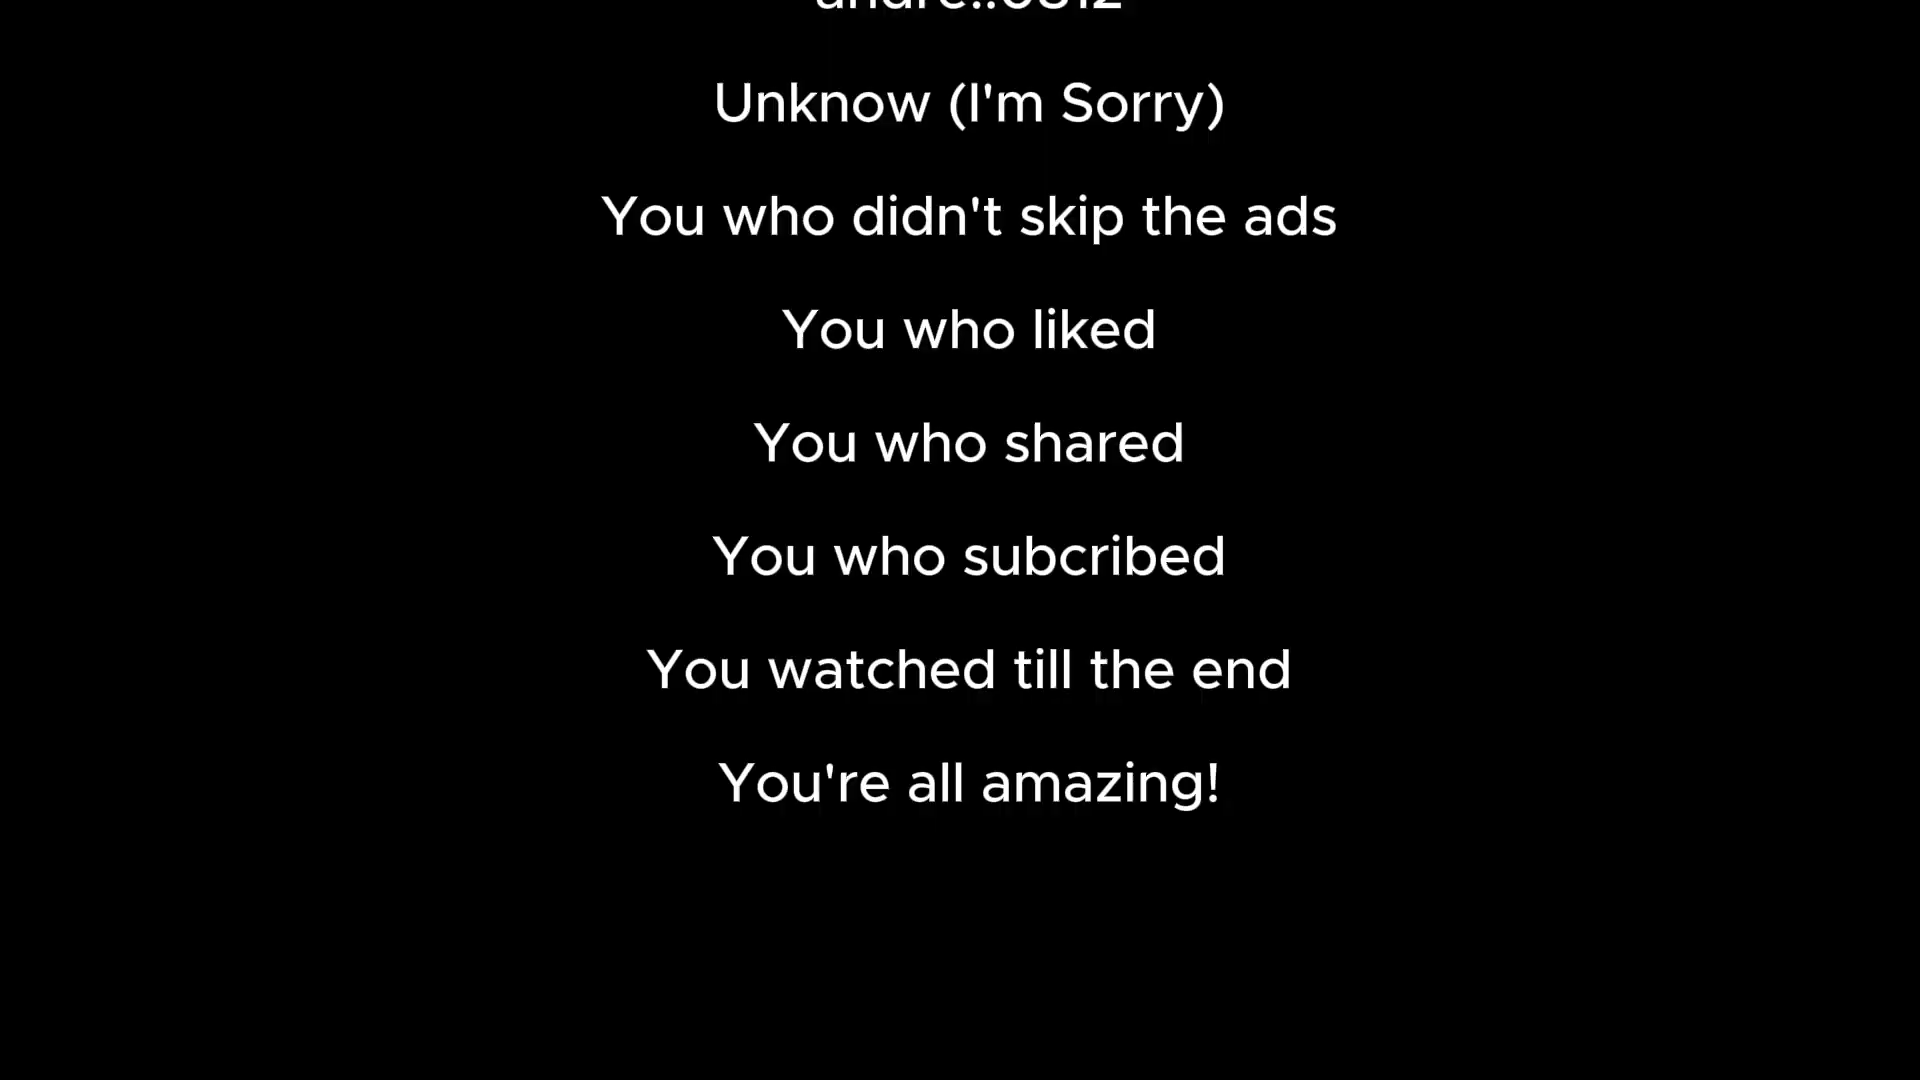 Unknow (I'm Sorry)
You who didn't skip the ads
You who liked
You who shared
You who subcribed
You watched till the end
You're all amazing!